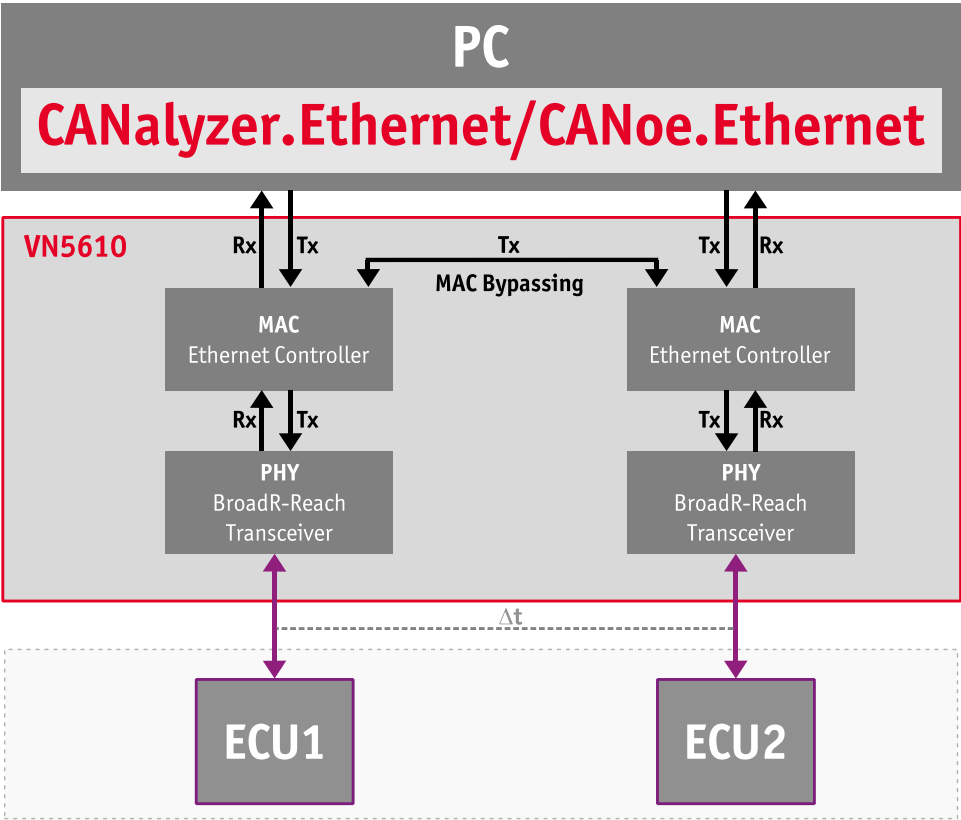 PC
CANalyzer.Ethernet/CANoe.Ethernet
VN5610
Rx Tx Tx Tx Rx
MAC Bypassing
MAC MAC
Ethernet Controller Ethernet Controller
Rx Tx Tx Rx
PHY PHY
BroadR-Reach BroadR-Reach
Transceiver Transceiver
Δt
ECU1 ECU2